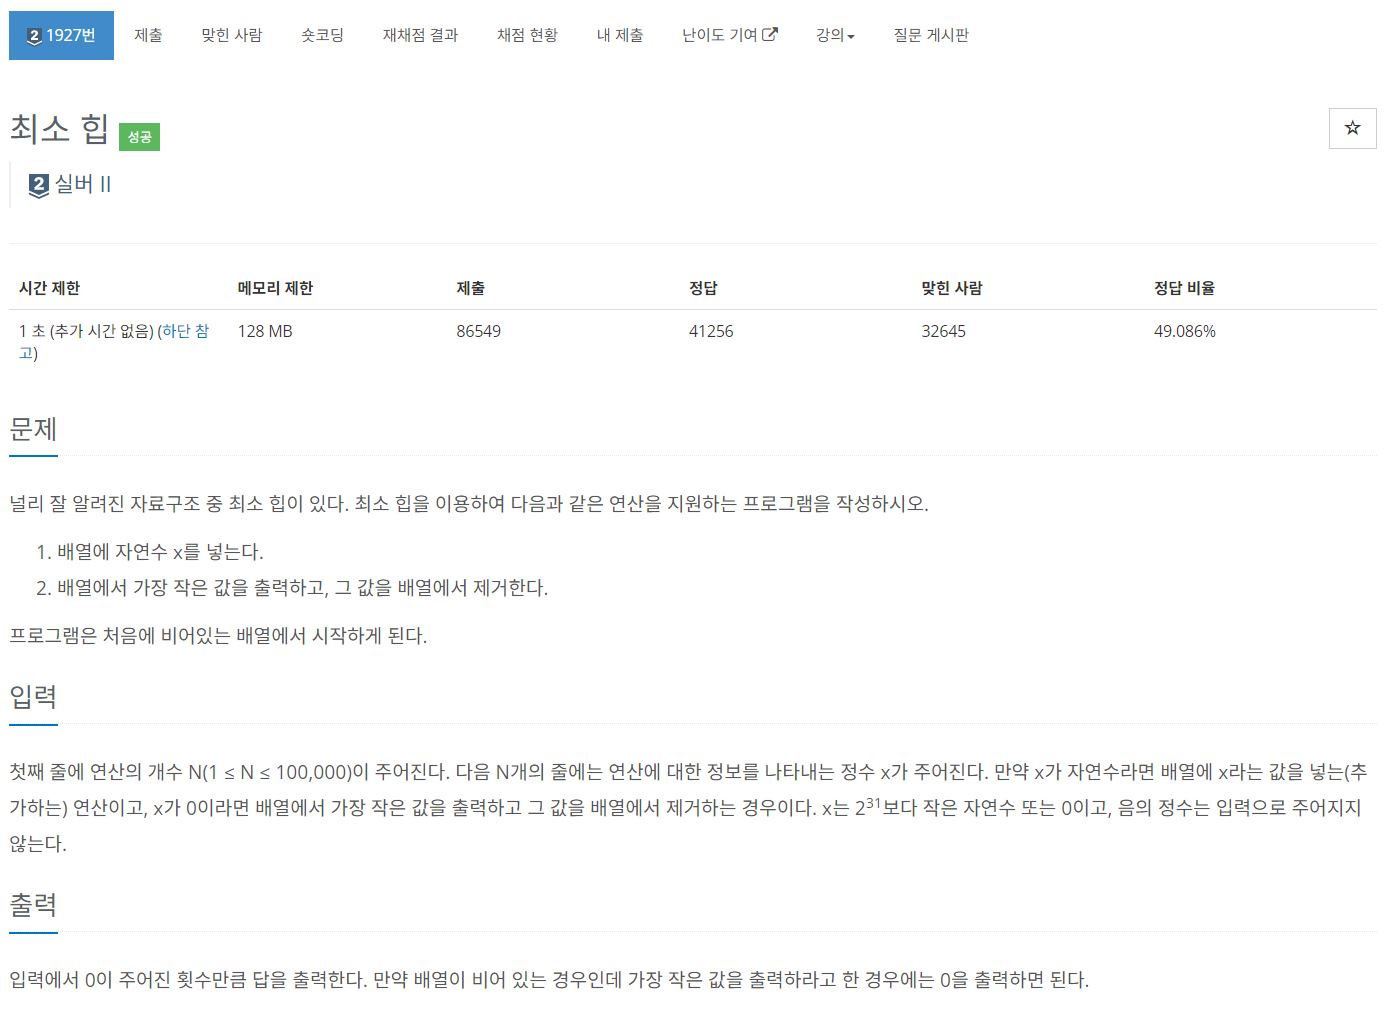 2 1927번 제출 맞힌 사람 숏코딩 재채점 결과 채점 현황 내 제출 난이도 기여 강의 질문 게시판
최소 힙 성공
2 실버 II
시간 제한 메모리 제한 제출 정답 맞힌 사람 정답 비율
1 초 (추가 시간 없음) (하단 참
고) 128 MB 86549 41256 32645 49.086%
문제
널리 잘 알려진 자료구조 중 최소 힙이 있다. 최소 힙을 이용하여 다음과 같은 연산을 지원하는 프로그램을 작성하시오.
1. 배열에 자연수 x를 넣는다.
2. 배열에서 가장 작은 값을 출력하고, 그 값을 배열에서 제거한다.
프로그램은 처음에 비어있는 배열에서 시작하게 된다.
입력
첫째 줄에 연산의 개수 N(1 ≤ N ≤ 100,000)이 주어진다. 다음 N개의 줄에는 연산에 대한 정보를 나타내는 정수 x가 주어진다. 만약 x가 자연수라면 배열에 x라는 값을 넣는(추
가하는) 연산이고, x가 0이라면 배열에서 가장 작은 값을 출력하고 그 값을 배열에서 제거하는 경우이다. x는 2³¹보다 작은 자연수 또는 0이고, 음의 정수는 입력으로 주어지지
않는다.
출력
입력에서 0이 주어진 횟수만큼 답을 출력한다. 만약 배열이 비어 있는 경우인데 가장 작은 값을 출력하라고 한 경우에는 0을 출력하면 된다.